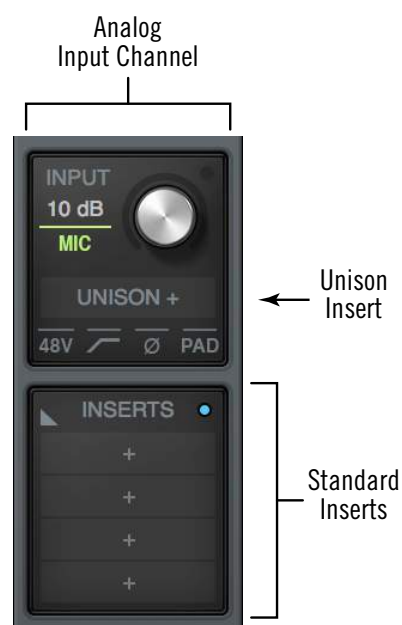 Analog
Input Channel
INPUT
10 dB
MIC
UNISON +
Unison
Insert
48V Ø PAD
INSERTS
+
+
+
+
Standard
Inserts